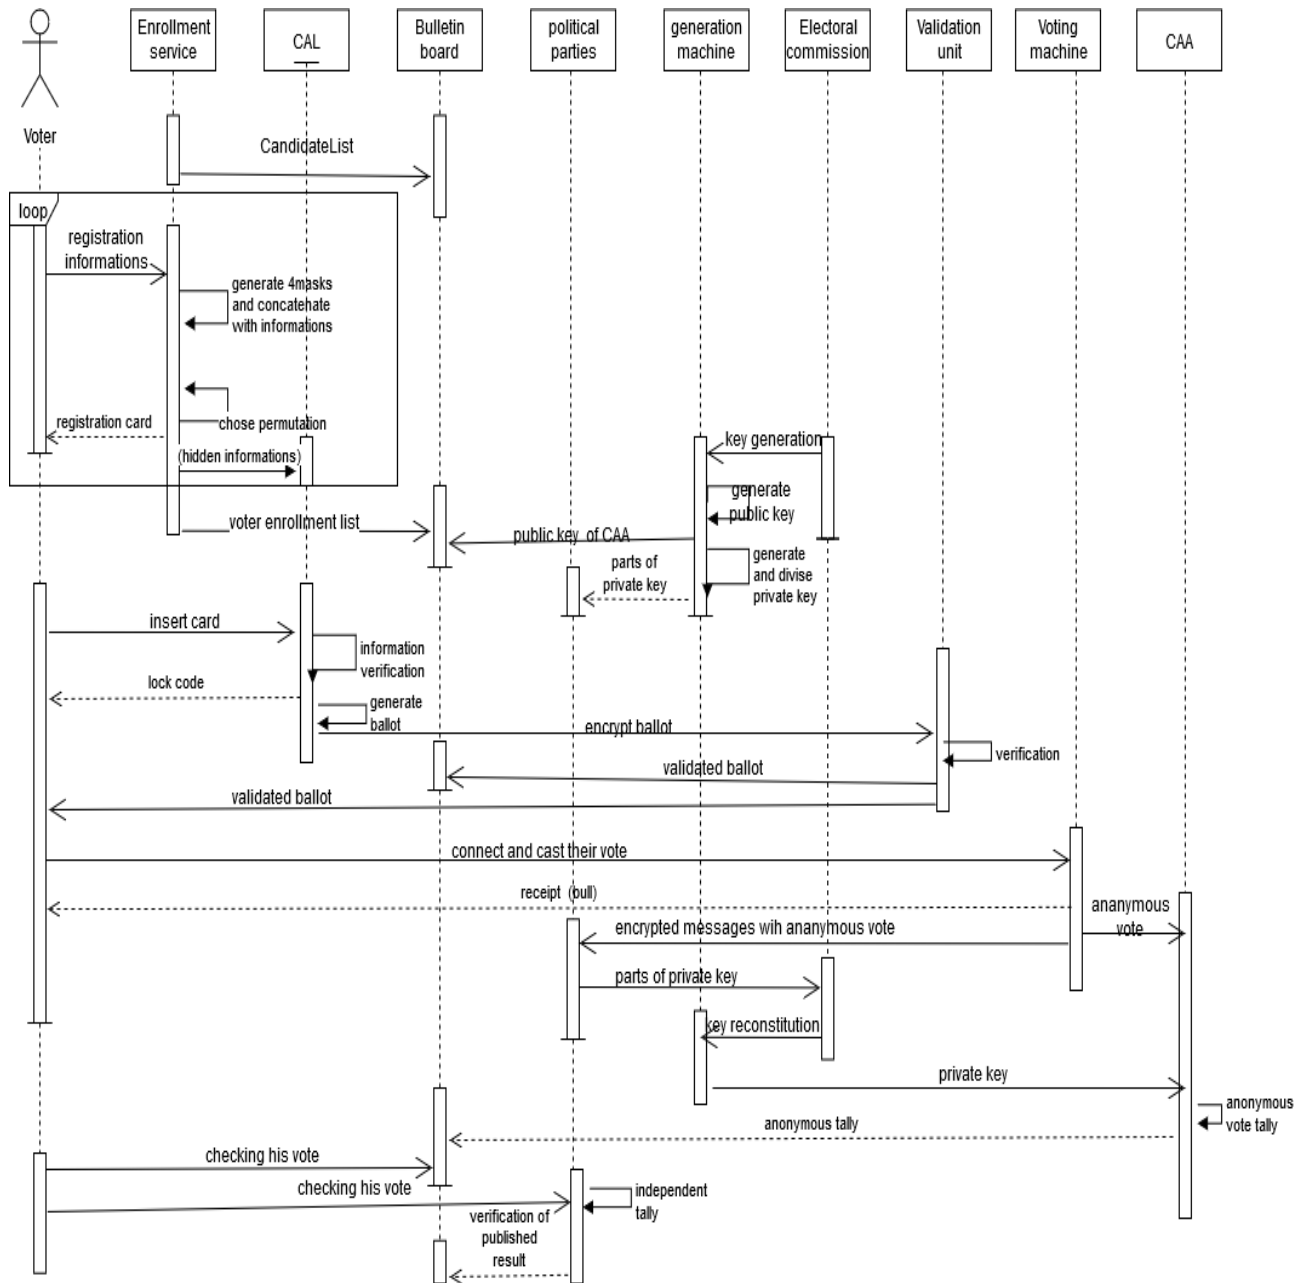 Enrollment
service
CAL
Bulletin
board
political
parties
generation
machine
Electoral
commission
Validation
unit
Voting
machine
CAA
Voter
CandidateList
loop
registration
informations
generate 4masks
and concatehate
with informations
chose permutation
registration card
(hidden informations)
key generation
generate
public key
voter enrollment list
public key of CAA
generate
and divise
private key
parts of
private key
insert card
information
verification
lock code
generate
ballot
encrypt ballot
verification
validated ballot
validated ballot
connect and cast their vote
receipt (bull)
ananymous
vote
encrypted messages wih ananymous vote
parts of private key
key reconstitution
private key
anonymous
vote tally
anonymous tally
checking his vote
checking his vote
independent
tally
verification of
published
result